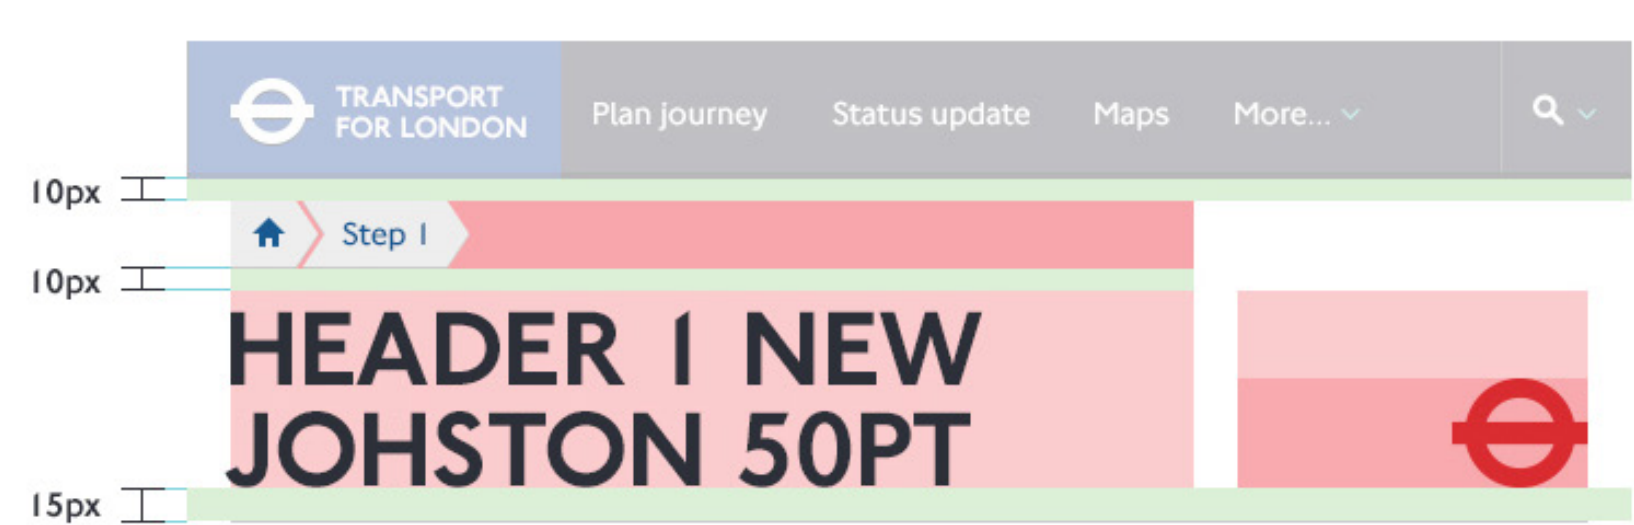 TRANSPORT
FOR LONDON
Plan journey
Status update
Maps
More...
10px
Step 1
10px
HEADER 1 NEW
JOHSTON 50PT
15px